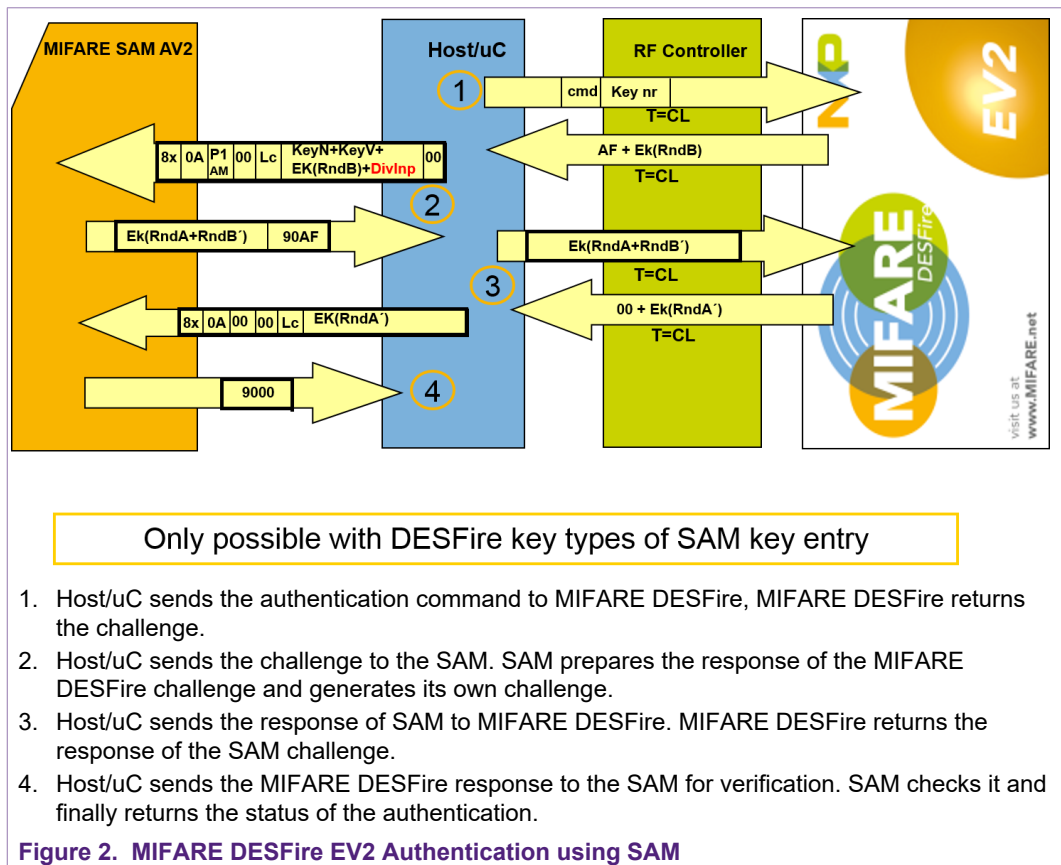 MIFARE SAM AV2
Host/uC
RF Controller
NXP
EV2
1
cmd Key nr
T=CL
8x 0A P1 AM 00 Lc KeyN+KeyV+ EK(RndB)+DivInp 00
AF + Ek(RndB)
T=CL
2
Ek(RndA+RndB´) 90AF
Ek(RndA+RndB´)
T=CL
3
8x 0A 00 00 Lc EK(RndA´)
00 + Ek(RndA´)
T=CL
9000
4
MIFARE
DESFire
visit us at
www.MIFARE.net
Only possible with DESFire key types of SAM key entry
1. Host/uC sends the authentication command to MIFARE DESFire, MIFARE DESFire returns
the challenge.
2. Host/uC sends the challenge to the SAM. SAM prepares the response of the MIFARE
DESFire challenge and generates its own challenge.
3. Host/uC sends the response of SAM to MIFARE DESFire. MIFARE DESFire returns the
response of the SAM challenge.
4. Host/uC sends the MIFARE DESFire response to the SAM for verification. SAM checks it and
finally returns the status of the authentication.
Figure 2. MIFARE DESFire EV2 Authentication using SAM